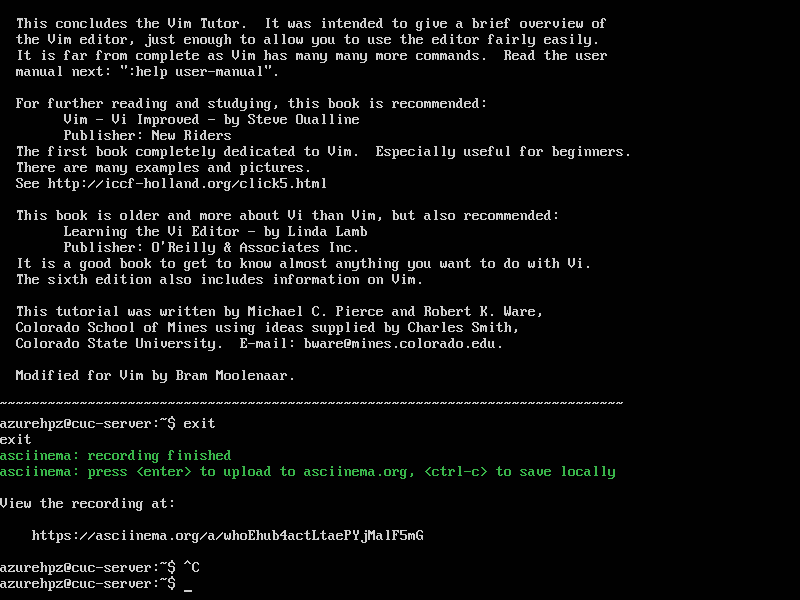 This concludes the Vim Tutor.  It was intended to give a brief overview of
the Vim editor, just enough to allow you to use the editor fairly easily.
It is far from complete as Vim has many many more commands.  Read the user
manual next: ":help user-manual".
For further reading and studying, this book is recommended:
Vim - Vi Improved - by Steve Oualline
Publisher: New Riders
The first book completely dedicated to Vim.  Especially useful for beginners.
There are many examples and pictures.
See http://iccf-holland.org/click5.html
This book is older and more about Vi than Vim, but also recommended:
Learning the Vi Editor - by Linda Lamb
Publisher: O'Reilly & Associates Inc.
It is a good book to get to know almost anything you want to do with Vi.
The sixth edition also includes information on Vim.
This tutorial was written by Michael C. Pierce and Robert K. Ware,
Colorado School of Mines using ideas supplied by Charles Smith,
Colorado State University.  E-mail: bware@mines.colorado.edu.
Modified for Vim by Bram Moolenaar.
~~~~~~~~~~~~~~~~~~~~~~~~~~~~~~~~~~~~~~~~~~~~~~~~~~~~~~~~~~~~~~~~~~~~~~~~~~~~~~
azurehpz@cuc-server:~$ exit
exit
asciinema: recording finished
asciinema: press <enter> to upload to asciinema.org, <ctrl-c> to save locally
View the recording at:
https://asciinema.org/a/whoEhub4actLtaePYjMalF5mG
azurehpz@cuc-server:~$ ^C
azurehpz@cuc-server:~$ _